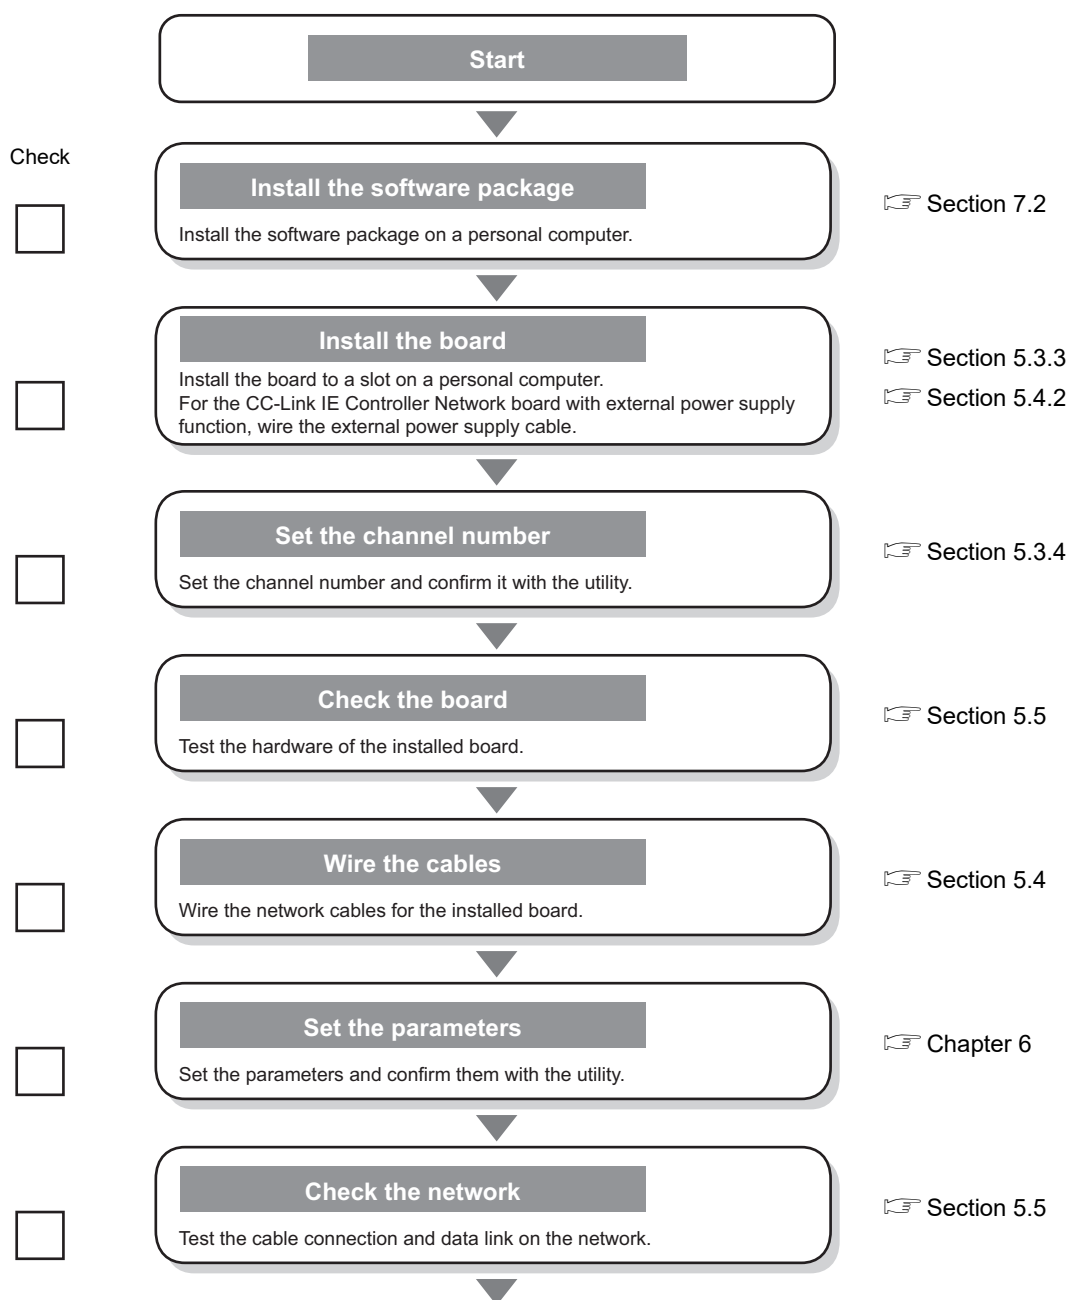 Start
Check
Install the software package
Install the software package on a personal computer.
Section 7.2
Install the board
Install the board to a slot on a personal computer.
For the CC-Link IE Controller Network board with external power supply
function, wire the external power supply cable.
Section 5.3.3
Section 5.4.2
Set the channel number
Set the channel number and confirm it with the utility.
Section 5.3.4
Check the board
Test the hardware of the installed board.
Section 5.5
Wire the cables
Wire the network cables for the installed board.
Section 5.4
Set the parameters
Set the parameters and confirm them with the utility.
Chapter 6
Check the network
Test the cable connection and data link on the network.
Section 5.5